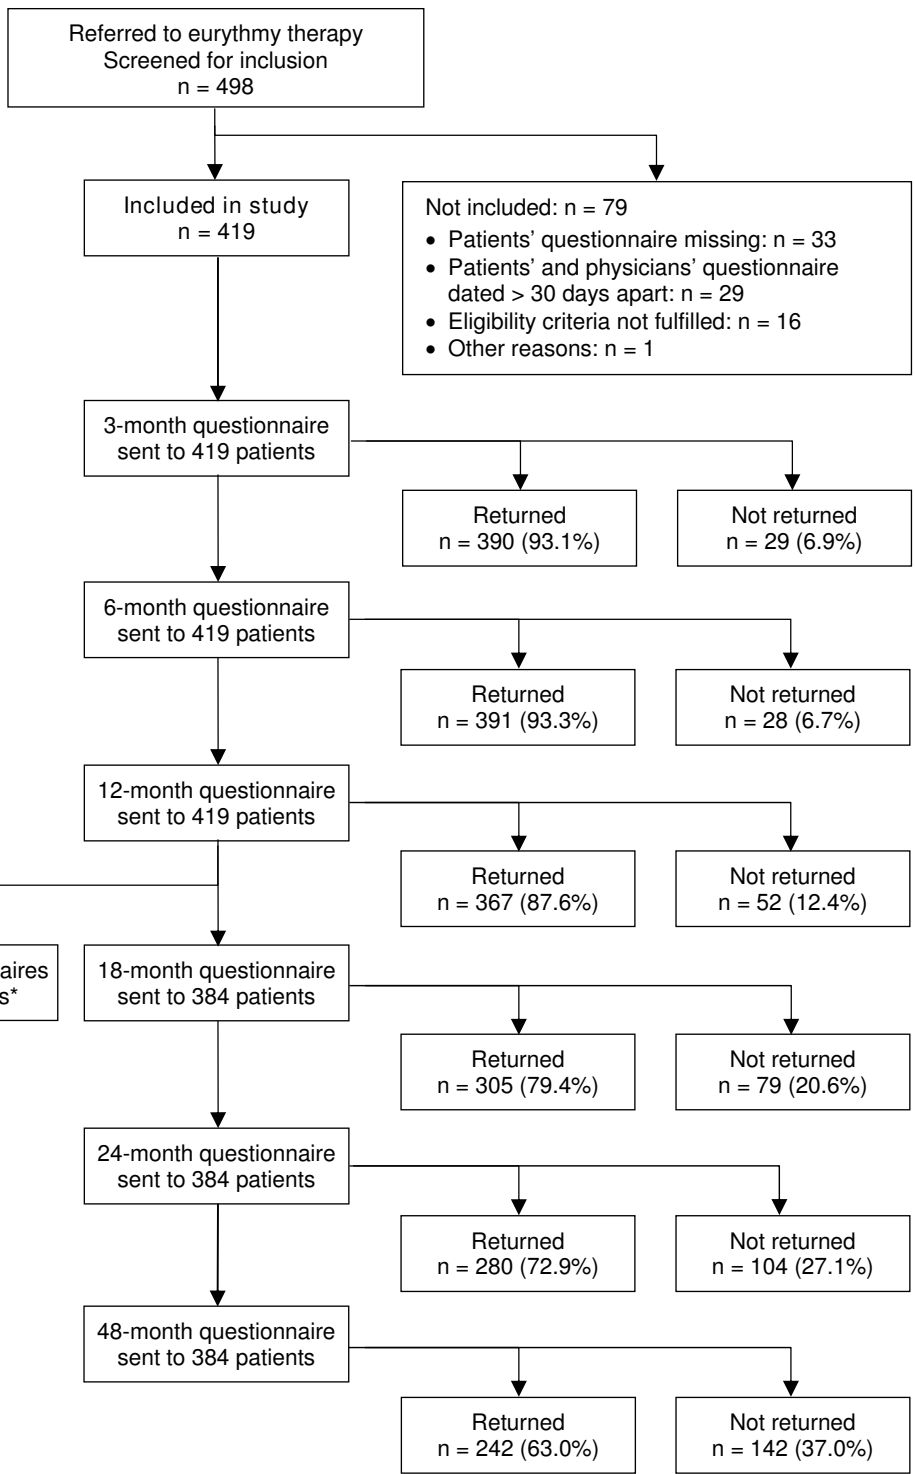 Referred to eurythmy therapy
Screened for inclusion
n = 498
Included in study
n = 419
Not included: n = 79
• Patients’ questionnaire missing: n = 33
• Patients’ and physicians’ questionnaire
dated > 30 days apart: n = 29
• Eligibility criteria not fulfilled: n = 16
• Other reasons: n = 1
3-month questionnaire
sent to 419 patients
Returned
n = 390 (93.1%)
Not returned
n = 29 (6.9%)
6-month questionnaire
sent to 419 patients
Returned
n = 391 (93.3%)
Not returned
n = 28 (6.7%)
12-month questionnaire
sent to 419 patients
Returned
n = 367 (87.6%)
Not returned
n = 52 (12.4%)
aires
s*
18-month questionnaire
sent to 384 patients
Returned
n = 305 (79.4%)
Not returned
n = 79 (20.6%)
24-month questionnaire
sent to 384 patients
Returned
n = 280 (72.9%)
Not returned
n = 104 (27.1%)
48-month questionnaire
sent to 384 patients
Returned
n = 242 (63.0%)
Not returned
n = 142 (37.0%)